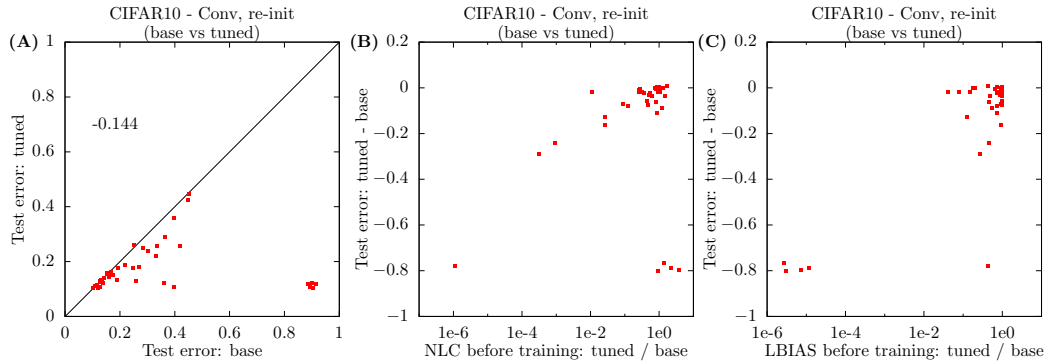 CIFAR10 - Conv, re-init
(base vs tuned)
(A)
1
0.8
0.6
0.4
0.2
0
-0.144
Test error: tuned
0
0.2
0.4
0.6
0.8
1
Test error: base
CIFAR10 - Conv, re-init
(base vs tuned)
(B)
0.2
0
−0.2
−0.4
−0.6
−0.8
−1
Test error: tuned - base
1e-6
1e-4
1e-2
1e0
NLC before training: tuned / base
CIFAR10 - Conv, re-init
(base vs tuned)
(C)
0.2
0
−0.2
−0.4
−0.6
−0.8
−1
Test error: tuned - base
1e-6
1e-4
1e-2
1e0
LBIAS before training: tuned / base